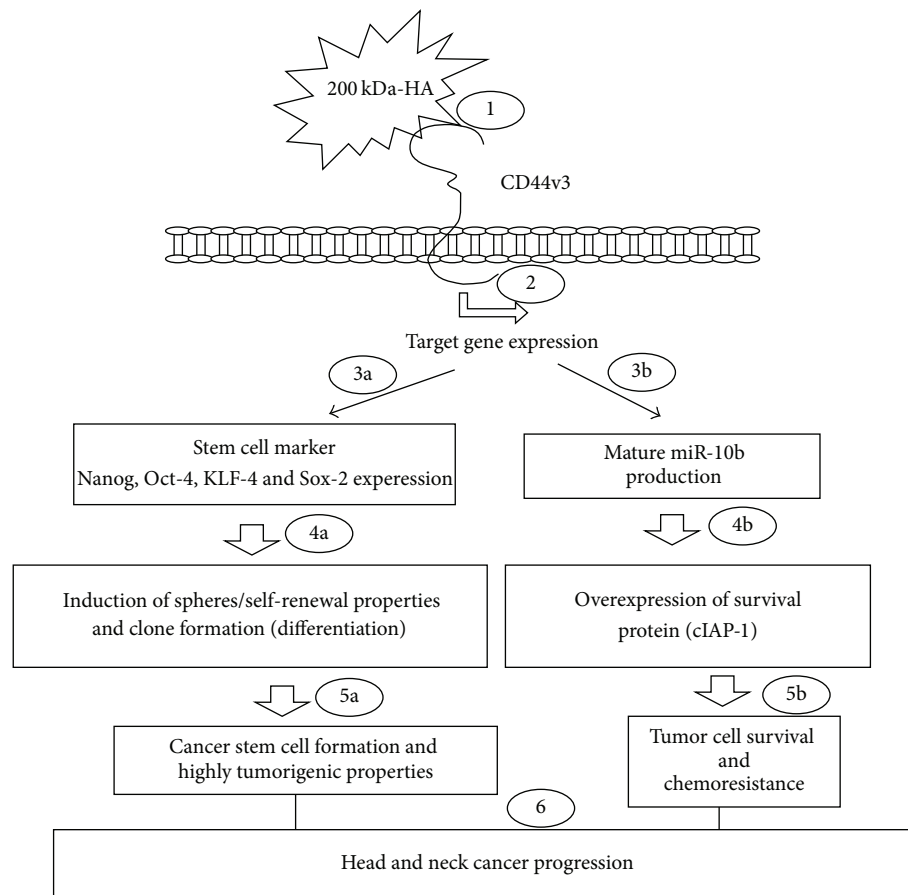 200 kDa-HA
1
CD44v3
2
Target gene expression
3a
3b
Stem cell marker
Nanog, Oct-4, KLF-4 and Sox-2 experession
Mature miR-10b
production
4a
4b
Induction of spheres/self-renewal properties
and clone formation (differentiation)
Overexpression of survival
protein (cIAP-1)
5a
5b
Cancer stem cell formation and
highly tumorigenic properties
Tumor cell survival
and
chemoresistance
6
Head and neck cancer progression